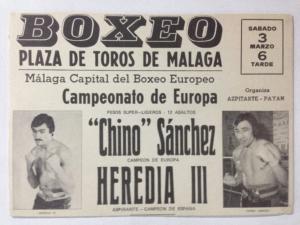 BOXEO
PLAZA DE TOROS DE MALAGA
SABADO
3
MARZO
6
TARDE
Málaga Capital del Boxeo Europeo
Campeonato de Europa
Organiza
AZPITARTE - PAYAN
PESOS SUPER-LIGEROS - 12 ASALTOS
"Chino" Sánchez
CAMPEON DE EUROPA
HEREDIA III
ASPIRANTE - CAMPEON DE ESPAÑA